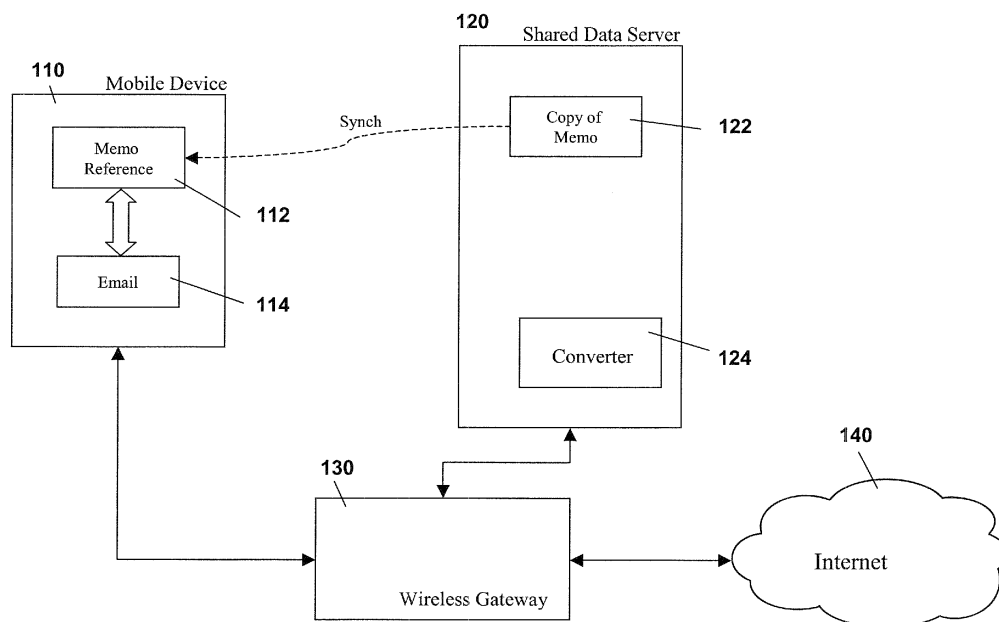 120
Shared Data Server
110
Mobile Device
Memo
Reference
112
Email
114
Synch
Copy of
Memo
122
Converter
124
130
Wireless Gateway
140
Internet